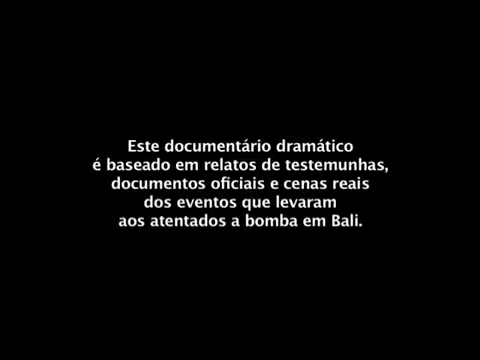 Este documentário dramático
é baseado em relatos de testemunhas,
documentos oficiais e cenas reais
dos eventos que levaram
aos atentados a bomba em Bali.